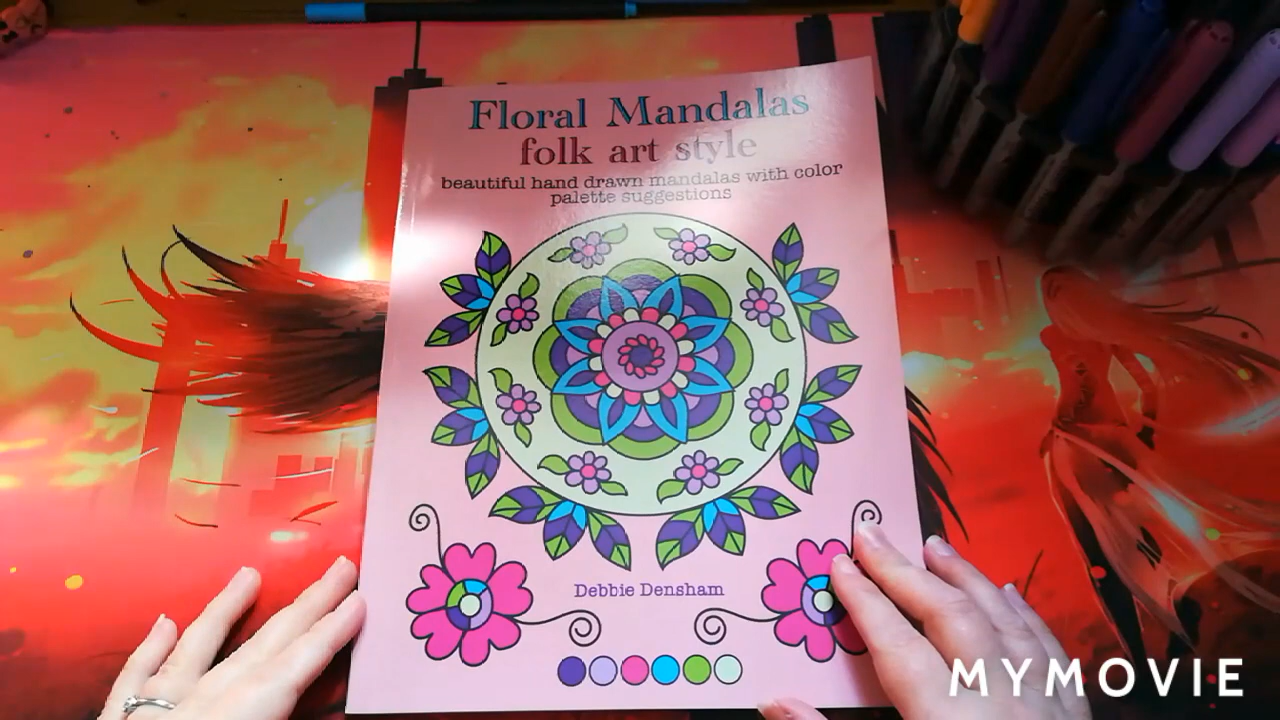 Floral Mandalas
folk art style
beautiful hand drawn mandalas with color
palette suggestions
Debbie Densham
MYMOVIE